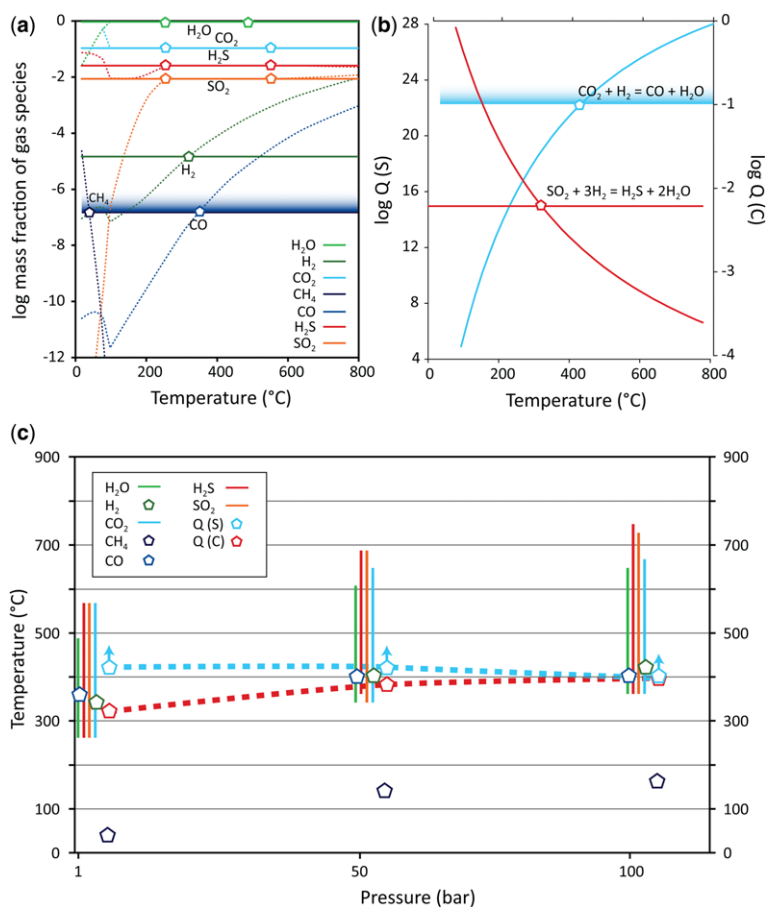 (a)
0
-2
-4
-6
-8
-10
-12
log mass fraction of gas species
H₂O
CO₂
H₂S
SO₂
H₂
CH₄
CO
H₂O
H₂
CO₂
CH₄
CO
H₂S
SO₂
0 200 400 600 800
Temperature (°C)
(b)
28
24
22
16
14
8
4
log Q (S)
CO₂ + H₂ = CO + H₂O
SO₂ + 3H₂ = H₂S + 2H₂O
0
-1
-2
-3
-4
log Q (C)
0 200 400 600 800
Temperature (°C)
(c)
900
700
500
300
100
0
Temperature (°C)
H₂O
H₂
CO₂
CH₄
CO
H₂S
SO₂
Q (S)
Q (C)
900
700
500
300
100
0
1 50 100
Pressure (bar)